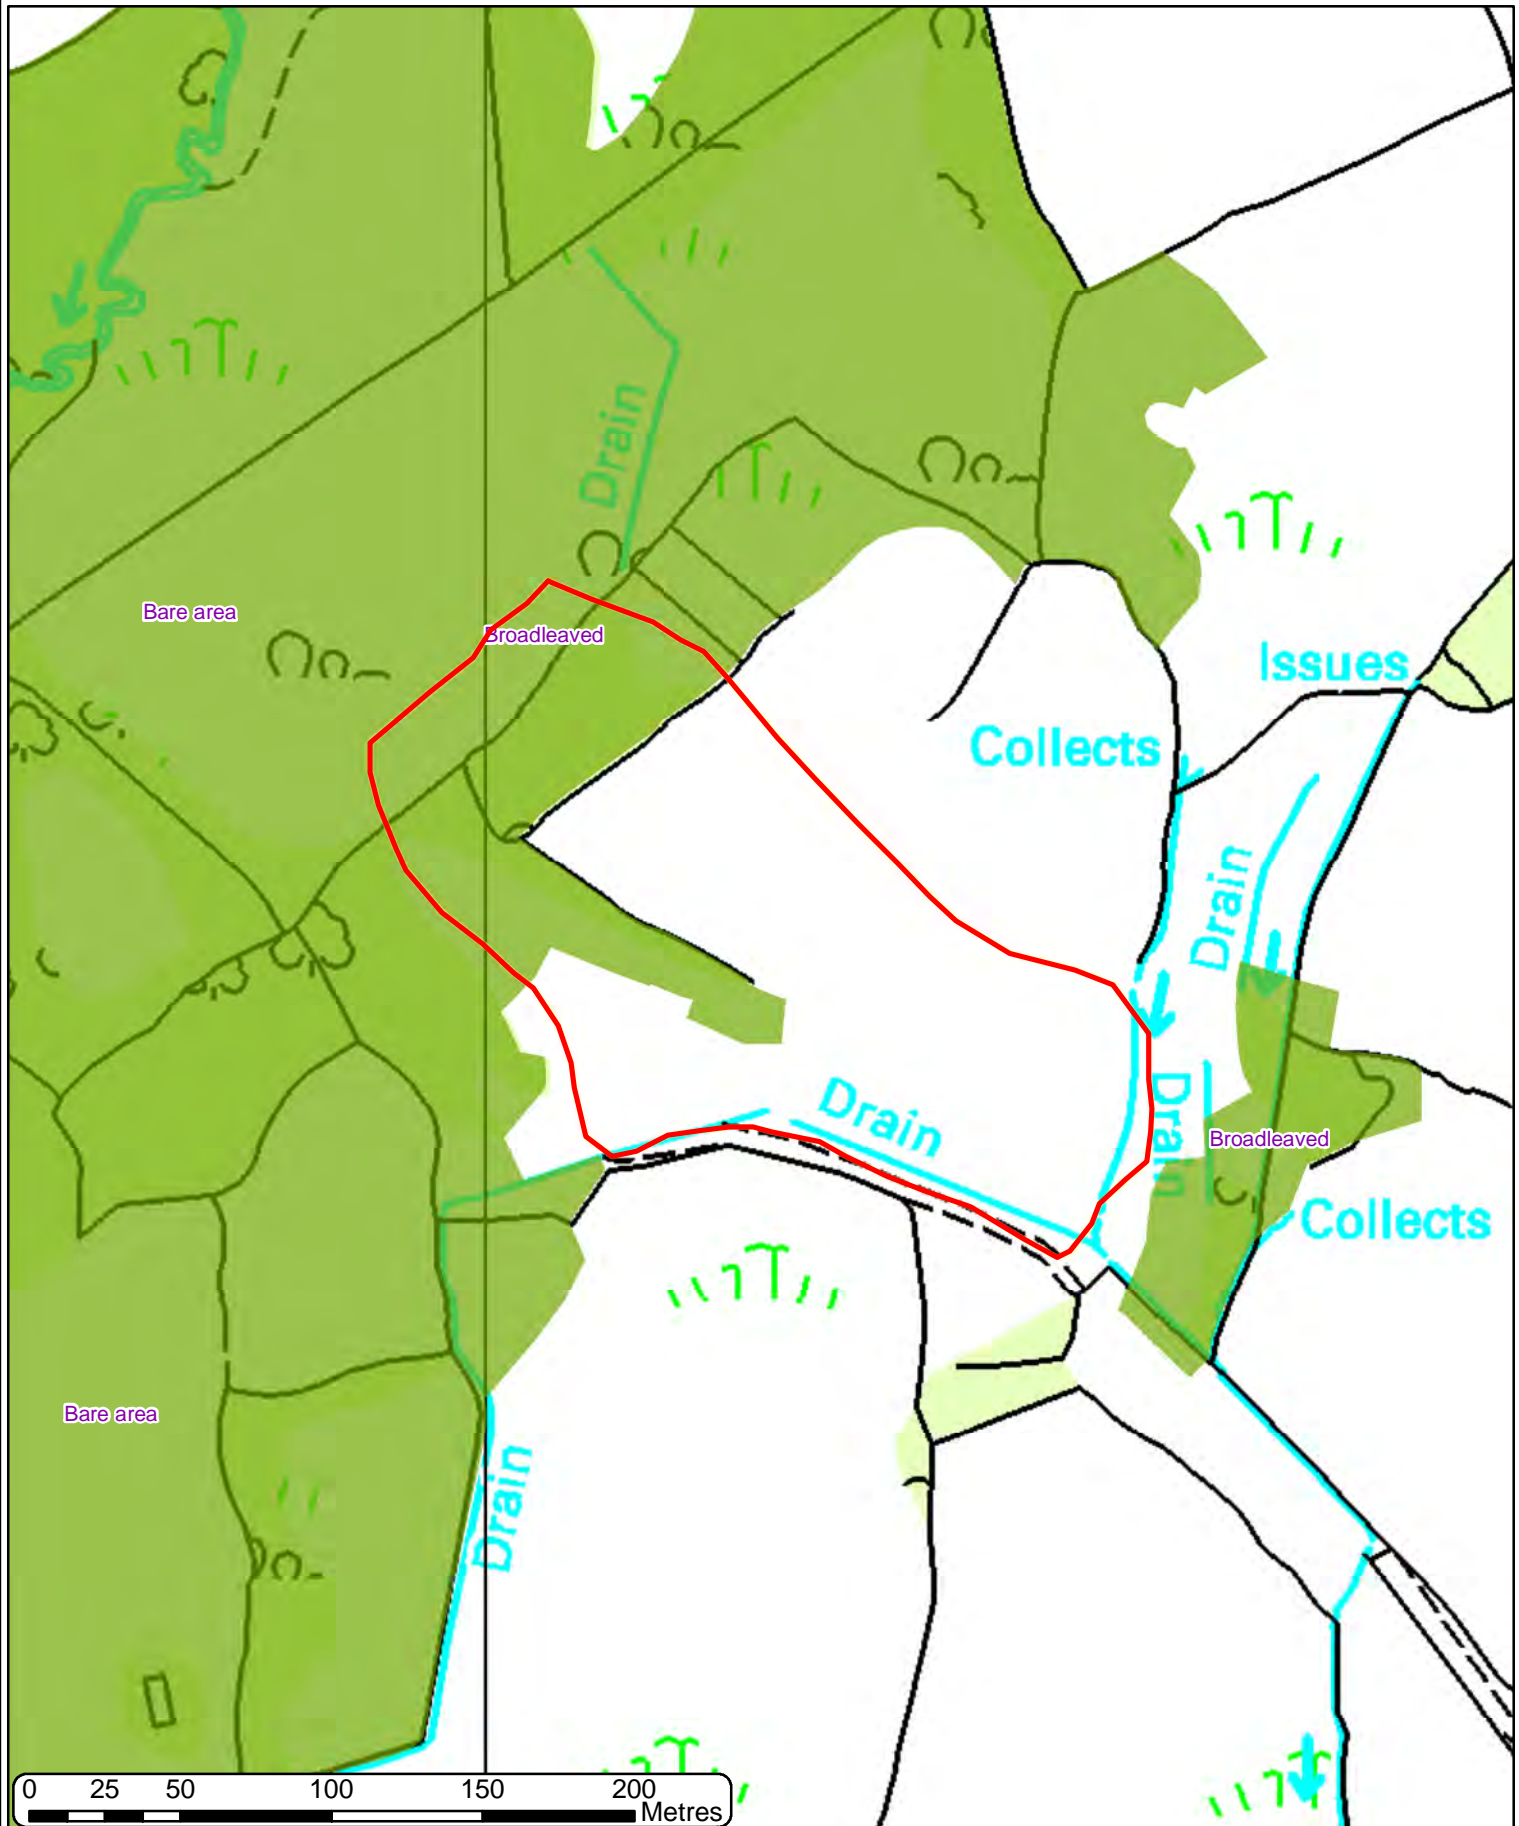 Drain
Bare area
Broadleaved
Issues
Collects
Drain
Drain
Drain
Broadleaved
Collects
Bare area
Drain
0 25 50 100 150 200
Metres